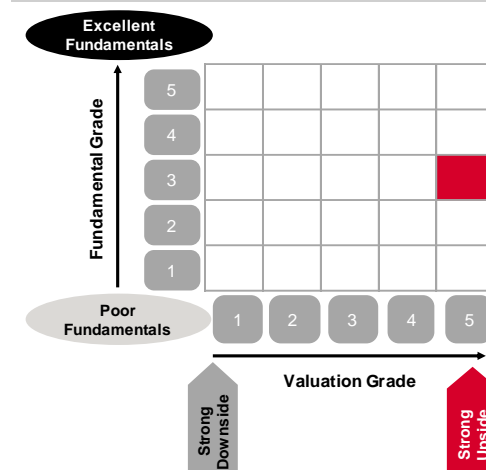 Excellent
Fundamentals
Fundamental Grade
5
4
3
2
1
Poor
Fundamentals
1
2
3
4
5
Valuation Grade
Strong
Downside
Strong
Upside